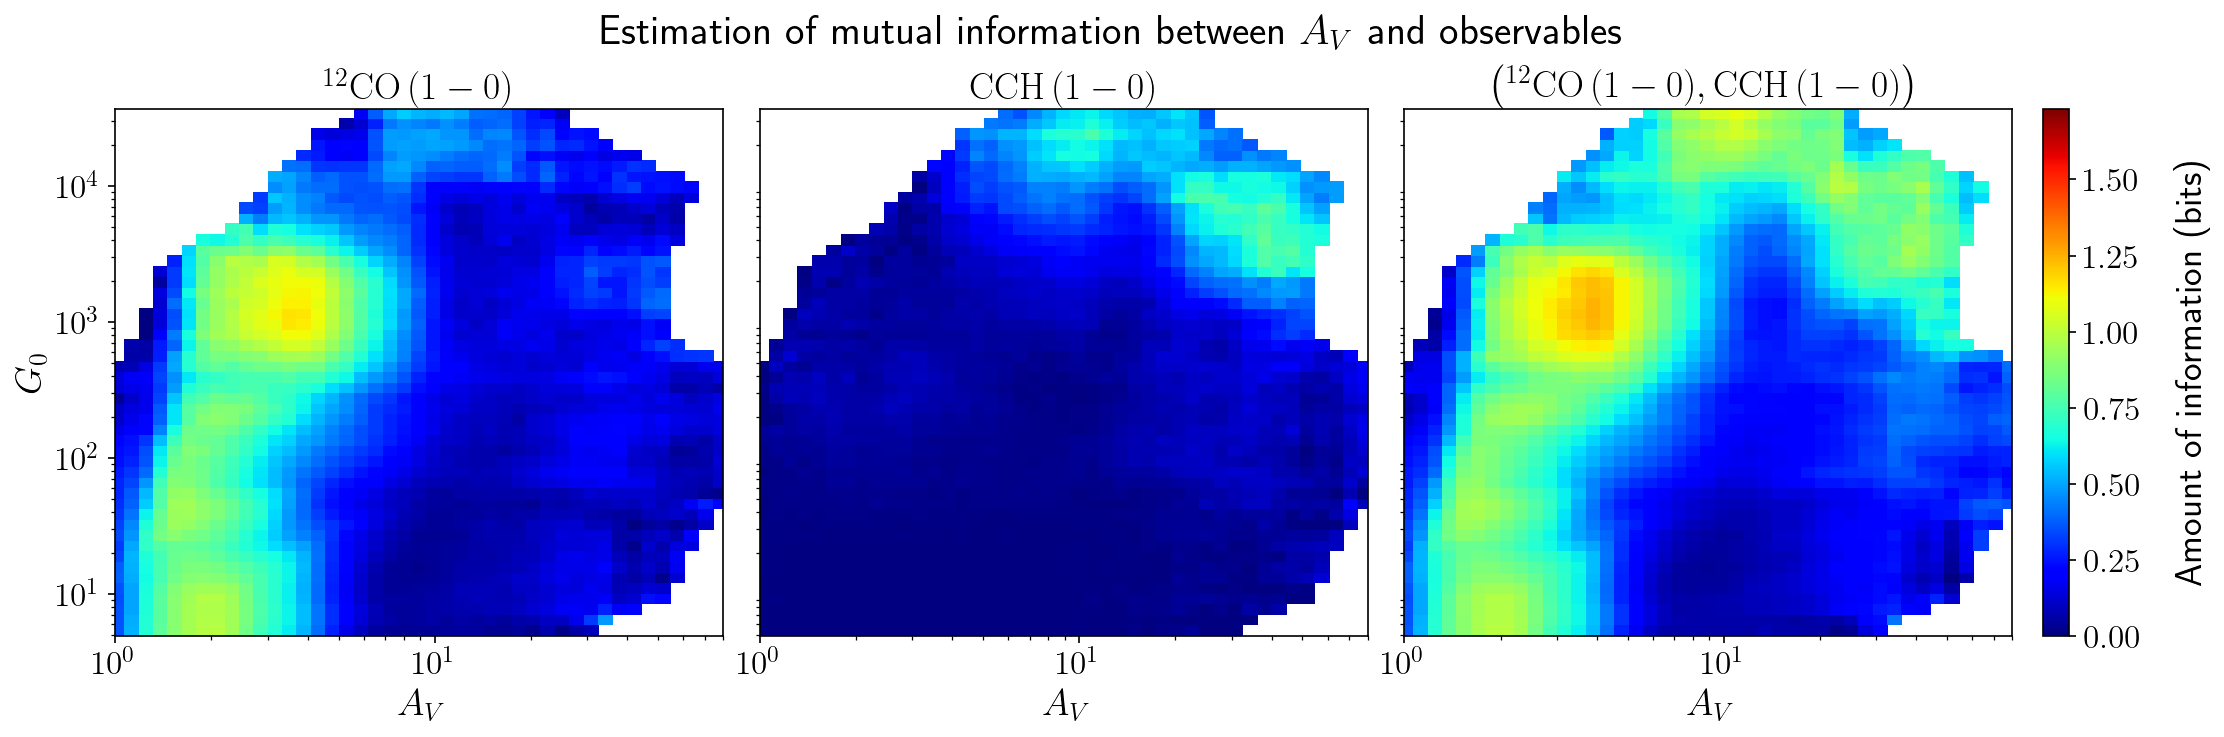 Estimation of mutual information between A_V and observables
¹²CO (1 − 0)
CCH (1 − 0)
(¹²CO (1 − 0), CCH (1 − 0))
G₀
10⁴
10³
10²
10¹
10⁰
10¹
A_V
10⁰
10¹
A_V
10⁰
10¹
A_V
1.50
1.25
1.00
0.75
0.50
0.25
0.00
Amount of information (bits)